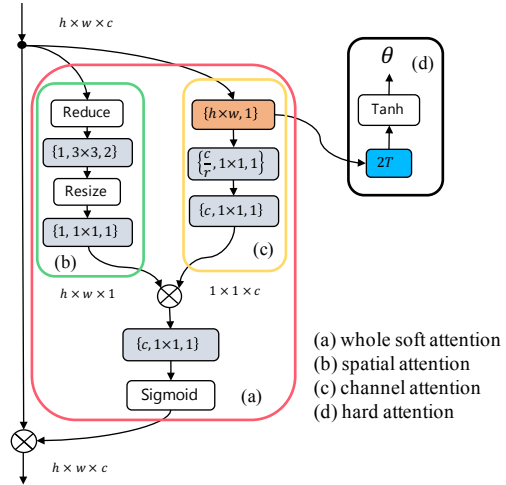 h×w×c
Reduce
{1, 3×3, 2}
Resize
{1, 1×1, 1}
(b)
{h×w, 1}
{c/r, 1×1, 1}
{c, 1×1, 1}
(c)
θ
(d)
Tanh
2T
h×w×1
1×1×c
{c, 1×1, 1}
Sigmoid
(a)
h×w×c
(a) whole soft attention
(b) spatial attention
(c) channel attention
(d) hard attention